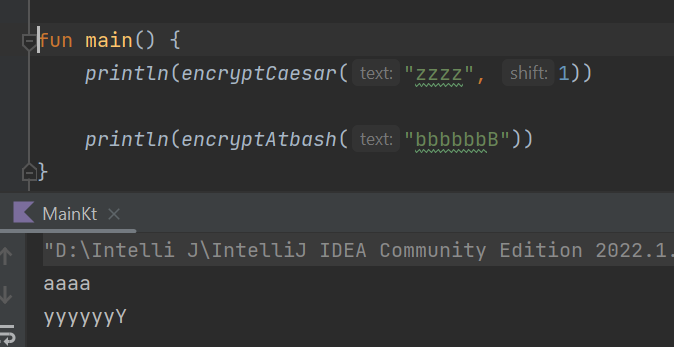 fun main() {
println(encryptCaesar( text: "zzzz", shift: 1))
println(encryptAtbash( text: "bbbbbbB"))
}
MainKt
"D:\Intelli J\IntelliJ IDEA Community Edition 2022.1.
aaaa
yyyyyyY